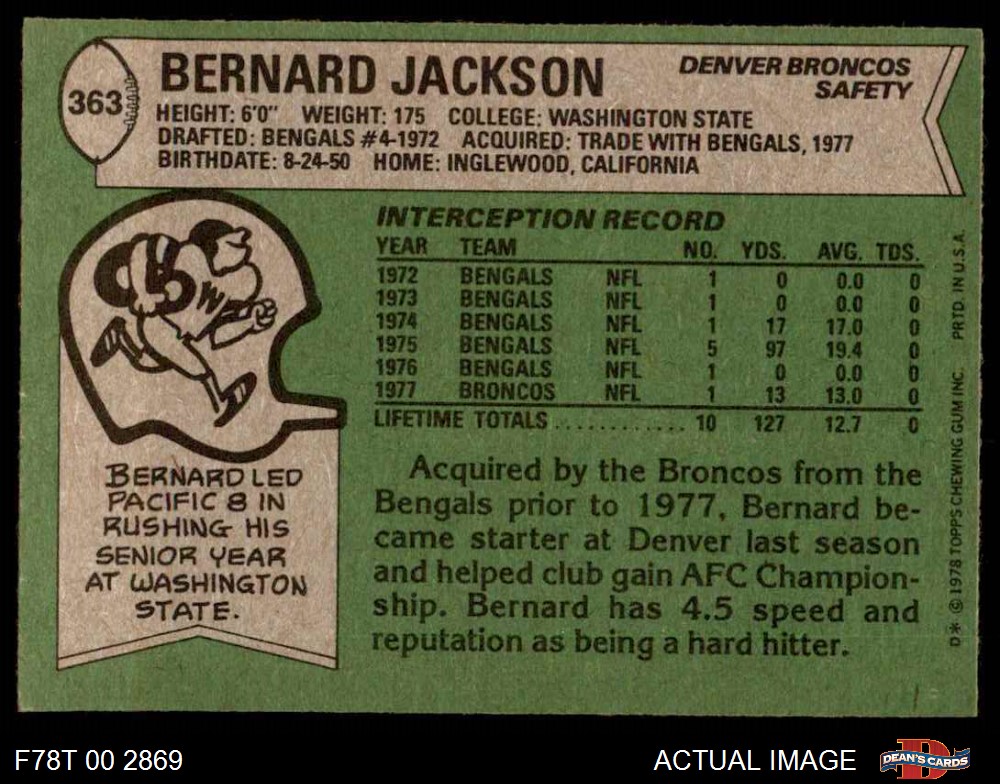 363
BERNARD JACKSON
DENVER BRONCOS
SAFETY
HEIGHT: 6'0" WEIGHT: 175 COLLEGE: WASHINGTON STATE
DRAFTED: BENGALS #4-1972 ACQUIRED: TRADE WITH BENGALS, 1977
BIRTHDATE: 8-24-50 HOME: INGLEWOOD, CALIFORNIA
W
BERNARD LED
PACIFIC 8 IN
RUSHING HIS
SENIOR YEAR
AT WASHINGTON
STATE.
INTERCEPTION RECORD
YEAR TEAM NO. YDS. AVG. TDS.
1972 BENGALS NFL 1 0 0.0 0
1973 BENGALS NFL 1 0 0.0 0
1974 BENGALS NFL 1 17 17.0 0
1975 BENGALS NFL 5 97 19.4 0
1976 BENGALS NFL 1 0 0.0 0
1977 BRONCOS NFL 1 13 13.0 0
LIFETIME TOTALS ............ 10 127 12.7 0
Acquired by the Broncos from the
Bengals prior to 1977, Bernard be-
came starter at Denver last season
and helped club gain AFC Champion-
ship. Bernard has 4.5 speed and
reputation as being a hard hitter.
D* © 1978 TOPPS CHEWING GUM INC. PRTD. IN U.S.A.
F78T 00 2869
ACTUAL IMAGE
D
DEAN'S CARDS